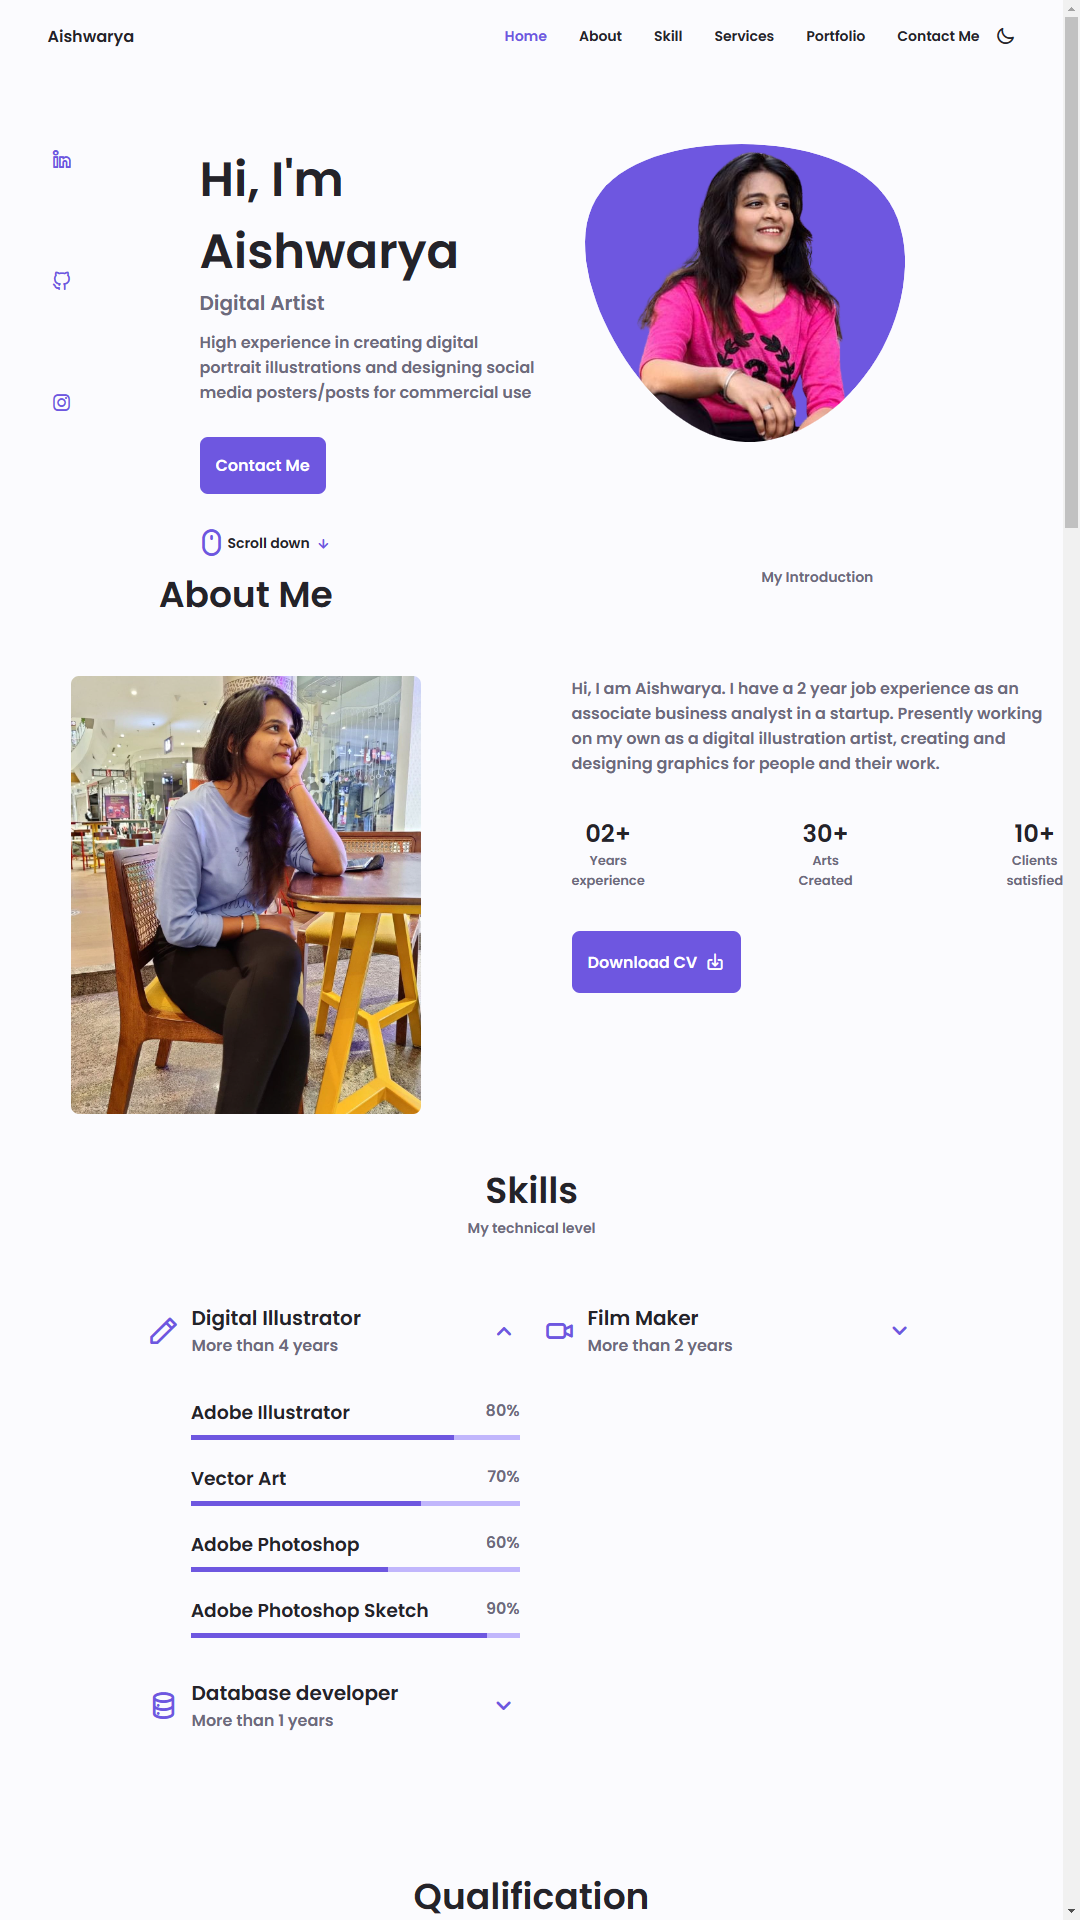 Aishwarya
Home About Skill Services Portfolio Contact Me
Hi, I'm
Aishwarya
Digital Artist
High experience in creating digital
portrait illustrations and designing social
media posters/posts for commercial use
Contact Me
Scroll down
About Me
My Introduction
Hi, I am Aishwarya. I have a 2 year job experience as an
associate business analyst in a startup. Presently working
on my own as a digital illustration artist, creating and
designing graphics for people and their work.
02+
Years
experience
30+
Arts
Created
10+
Clients
satisfied
Download CV
Skills
My technical level
Digital Illustrator
More than 4 years
Film Maker
More than 2 years
Adobe Illustrator 80%
Vector Art 70%
Adobe Photoshop 60%
Adobe Photoshop Sketch 90%
Database developer
More than 1 years
Qualification